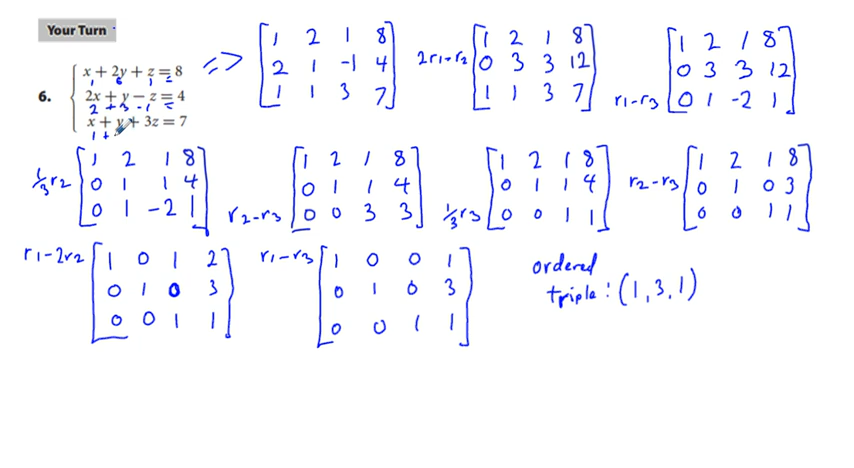 Your Turn
6.
x + 2y + z = 8
1 6 1 =
2x + y − z = 4
2 + 3 - 1 =
x + y + 3z = 7
1 +
=> [1 2 1 8
2 1 -1 4
1 1 3 7]
2r1-r2 [1 2 1 8
0 3 3 12
1 1 3 7]
r1-r3 [1 2 1 8
0 3 3 12
0 1 -2 1]
1/3 r2 [1 2 1 8
0 1 1 4
0 1 -2 1]
r2-r3 [1 2 1 8
0 1 1 4
0 0 3 3]
1/3 r3 [1 2 1 8
0 1 1 4
0 0 1 1]
r2-r3 [1 2 1 8
0 1 0 3
0 0 1 1]
r1-2r2 [1 0 1 2
0 1 0 3
0 0 1 1]
r1-r3 [1 0 0 1
0 1 0 3
0 0 1 1]
ordered
triple: (1,3,1)